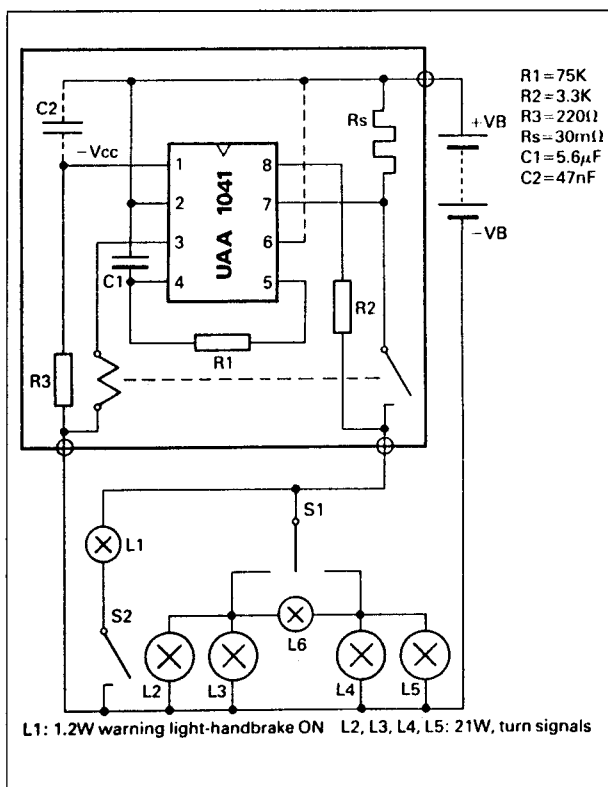 R1=75K
R2=3.3K
R3=220Ω
Rs=30mΩ
C1=5.6µF
C2=47nF
C2
-Vcc
Rs
+VB
-VB
1
2
3
4
8
7
6
5
UAA 1041
C1
R1
R2
R3
S1
L1
S2
L6
L2
L3
L4
L5
L1: 1.2W warning light-handbrake ON L2, L3, L4, L5: 21W, turn signals